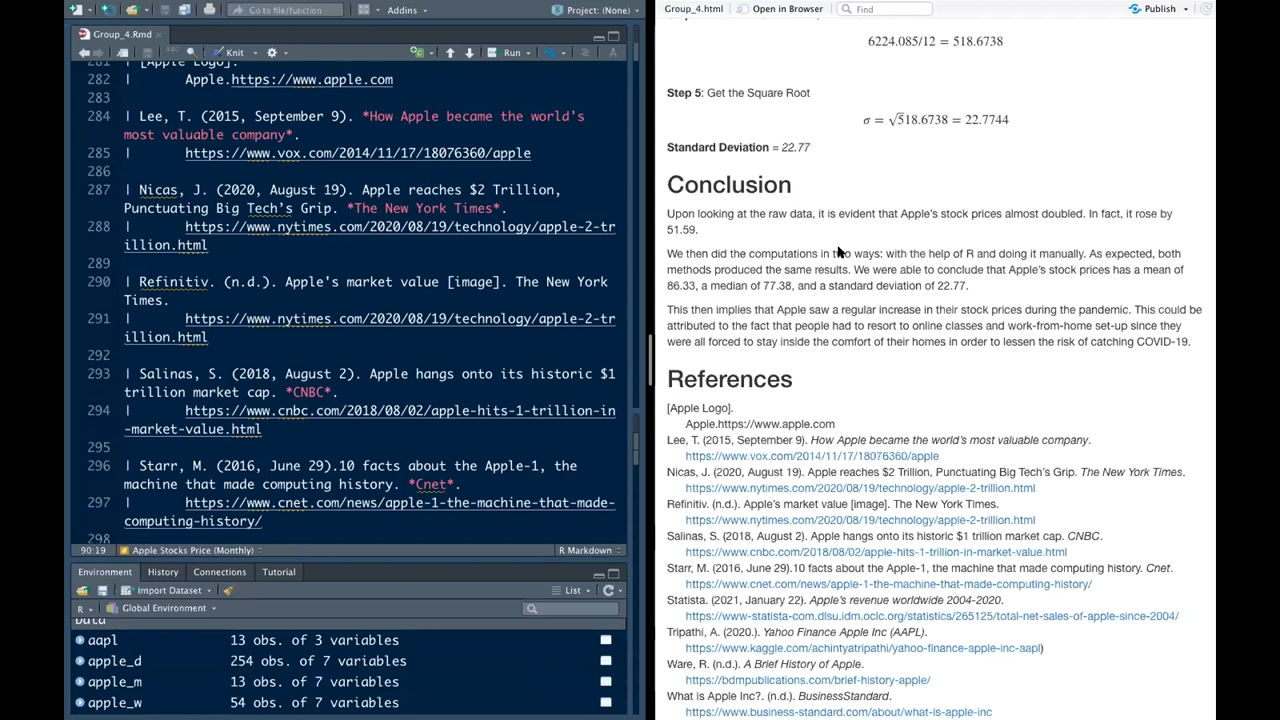 Go to file/function
Addins
Project: (None)
Group_4.Rmd
Knit
Run
281 | [Apple Logo].
282 | Apple.https://www.apple.com
283
284 | Lee, T. (2015, September 9). *How Apple became the world's
most valuable company*.
285 | https://www.vox.com/2014/11/17/18076360/apple
286
287 | Nicas, J. (2020, August 19). Apple reaches $2 Trillion,
Punctuating Big Tech’s Grip. *The New York Times*.
288 | https://www.nytimes.com/2020/08/19/technology/apple-2-tr
illion.html
289
290 | Refinitiv. (n.d.). Apple's market value [image]. The New York
Times.
291 | https://www.nytimes.com/2020/08/19/technology/apple-2-tr
illion.html
292
293 | Salinas, S. (2018, August 2). Apple hangs onto its historic $1
trillion market cap. *CNBC*.
294 | https://www.cnbc.com/2018/08/02/apple-hits-1-trillion-in
-market-value.html
295
296 | Starr, M. (2016, June 29).10 facts about the Apple-1, the
machine that made computing history. *Cnet*.
297 | https://www.cnet.com/news/apple-1-the-machine-that-made-
computing-history/
298
90:19 # Apple Stocks Price (Monthly)
R Markdown
Environment History Connections Tutorial
Import Dataset
List
R Global Environment
Data
aapl 13 obs. of 3 variables
apple_d 254 obs. of 7 variables
apple_m 13 obs. of 7 variables
apple_w 54 obs. of 7 variables
Group_4.html Open in Browser Find
Publish
6224.085/12 = 518.6738
Step 5: Get the Square Root
σ = √518.6738 = 22.7744
Standard Deviation = 22.77
Conclusion
Upon looking at the raw data, it is evident that Apple’s stock prices almost doubled. In fact, it rose by
51.59.
We then did the computations in two ways: with the help of R and doing it manually. As expected, both
methods produced the same results. We were able to conclude that Apple’s stock prices has a mean of
86.33, a median of 77.38, and a standard deviation of 22.77.
This then implies that Apple saw a regular increase in their stock prices during the pandemic. This could be
attributed to the fact that people had to resort to online classes and work-from-home set-up since they
were all forced to stay inside the comfort of their homes in order to lessen the risk of catching COVID-19.
References
[Apple Logo].
Apple.https://www.apple.com
Lee, T. (2015, September 9). How Apple became the world’s most valuable company.
https://www.vox.com/2014/11/17/18076360/apple
Nicas, J. (2020, August 19). Apple reaches $2 Trillion, Punctuating Big Tech’s Grip. The New York Times.
https://www.nytimes.com/2020/08/19/technology/apple-2-trillion.html
Refinitiv. (n.d.). Apple’s market value [image]. The New York Times.
https://www.nytimes.com/2020/08/19/technology/apple-2-trillion.html
Salinas, S. (2018, August 2). Apple hangs onto its historic $1 trillion market cap. CNBC.
https://www.cnbc.com/2018/08/02/apple-hits-1-trillion-in-market-value.html
Starr, M. (2016, June 29).10 facts about the Apple-1, the machine that made computing history. Cnet.
https://www.cnet.com/news/apple-1-the-machine-that-made-computing-history/
Statista. (2021, January 22). Apple’s revenue worldwide 2004-2020.
https://www-statista-com.dlsu.idm.oclc.org/statistics/265125/total-net-sales-of-apple-since-2004/
Tripathi, A. (2020.). Yahoo Finance Apple Inc (AAPL).
https://www.kaggle.com/achintyatripathi/yahoo-finance-apple-inc-aapl)
Ware, R. (n.d.). A Brief History of Apple.
https://bdmpublications.com/brief-history-apple/
What is Apple Inc?. (n.d.). BusinessStandard.
https://www.business-standard.com/about/what-is-apple-inc